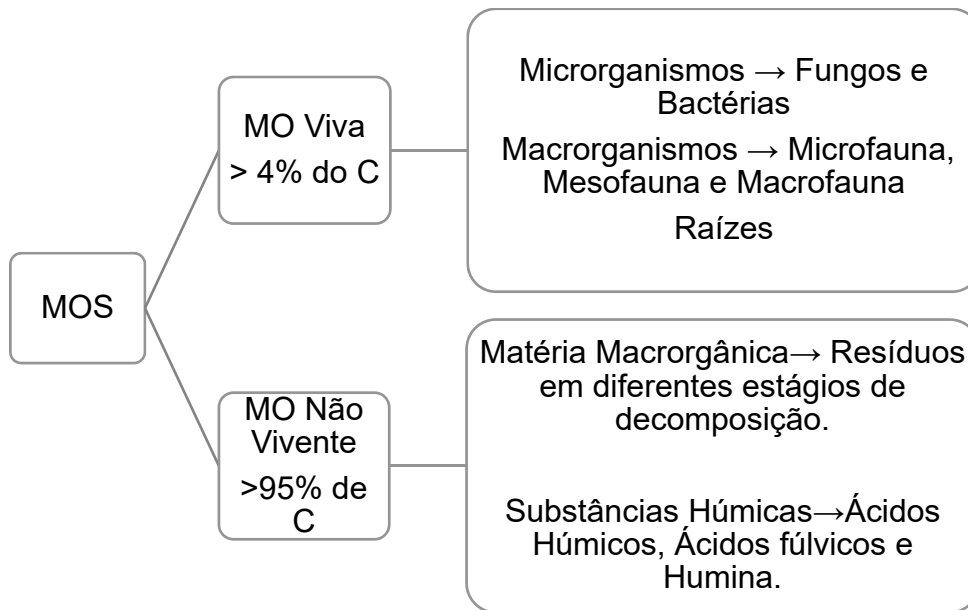 MOS
MO Viva
> 4% do C
Microrganismos → Fungos e
Bactérias
Macrorganismos → Microfauna,
Mesofauna e Macrofauna
Raízes
MO Não
Vivente
>95% de
C
Matéria Macrorgânica→ Resíduos
em diferentes estágios de
decomposição.
Substâncias Húmicas→Ácidos
Húmicos, Ácidos fúlvicos e
Humina.